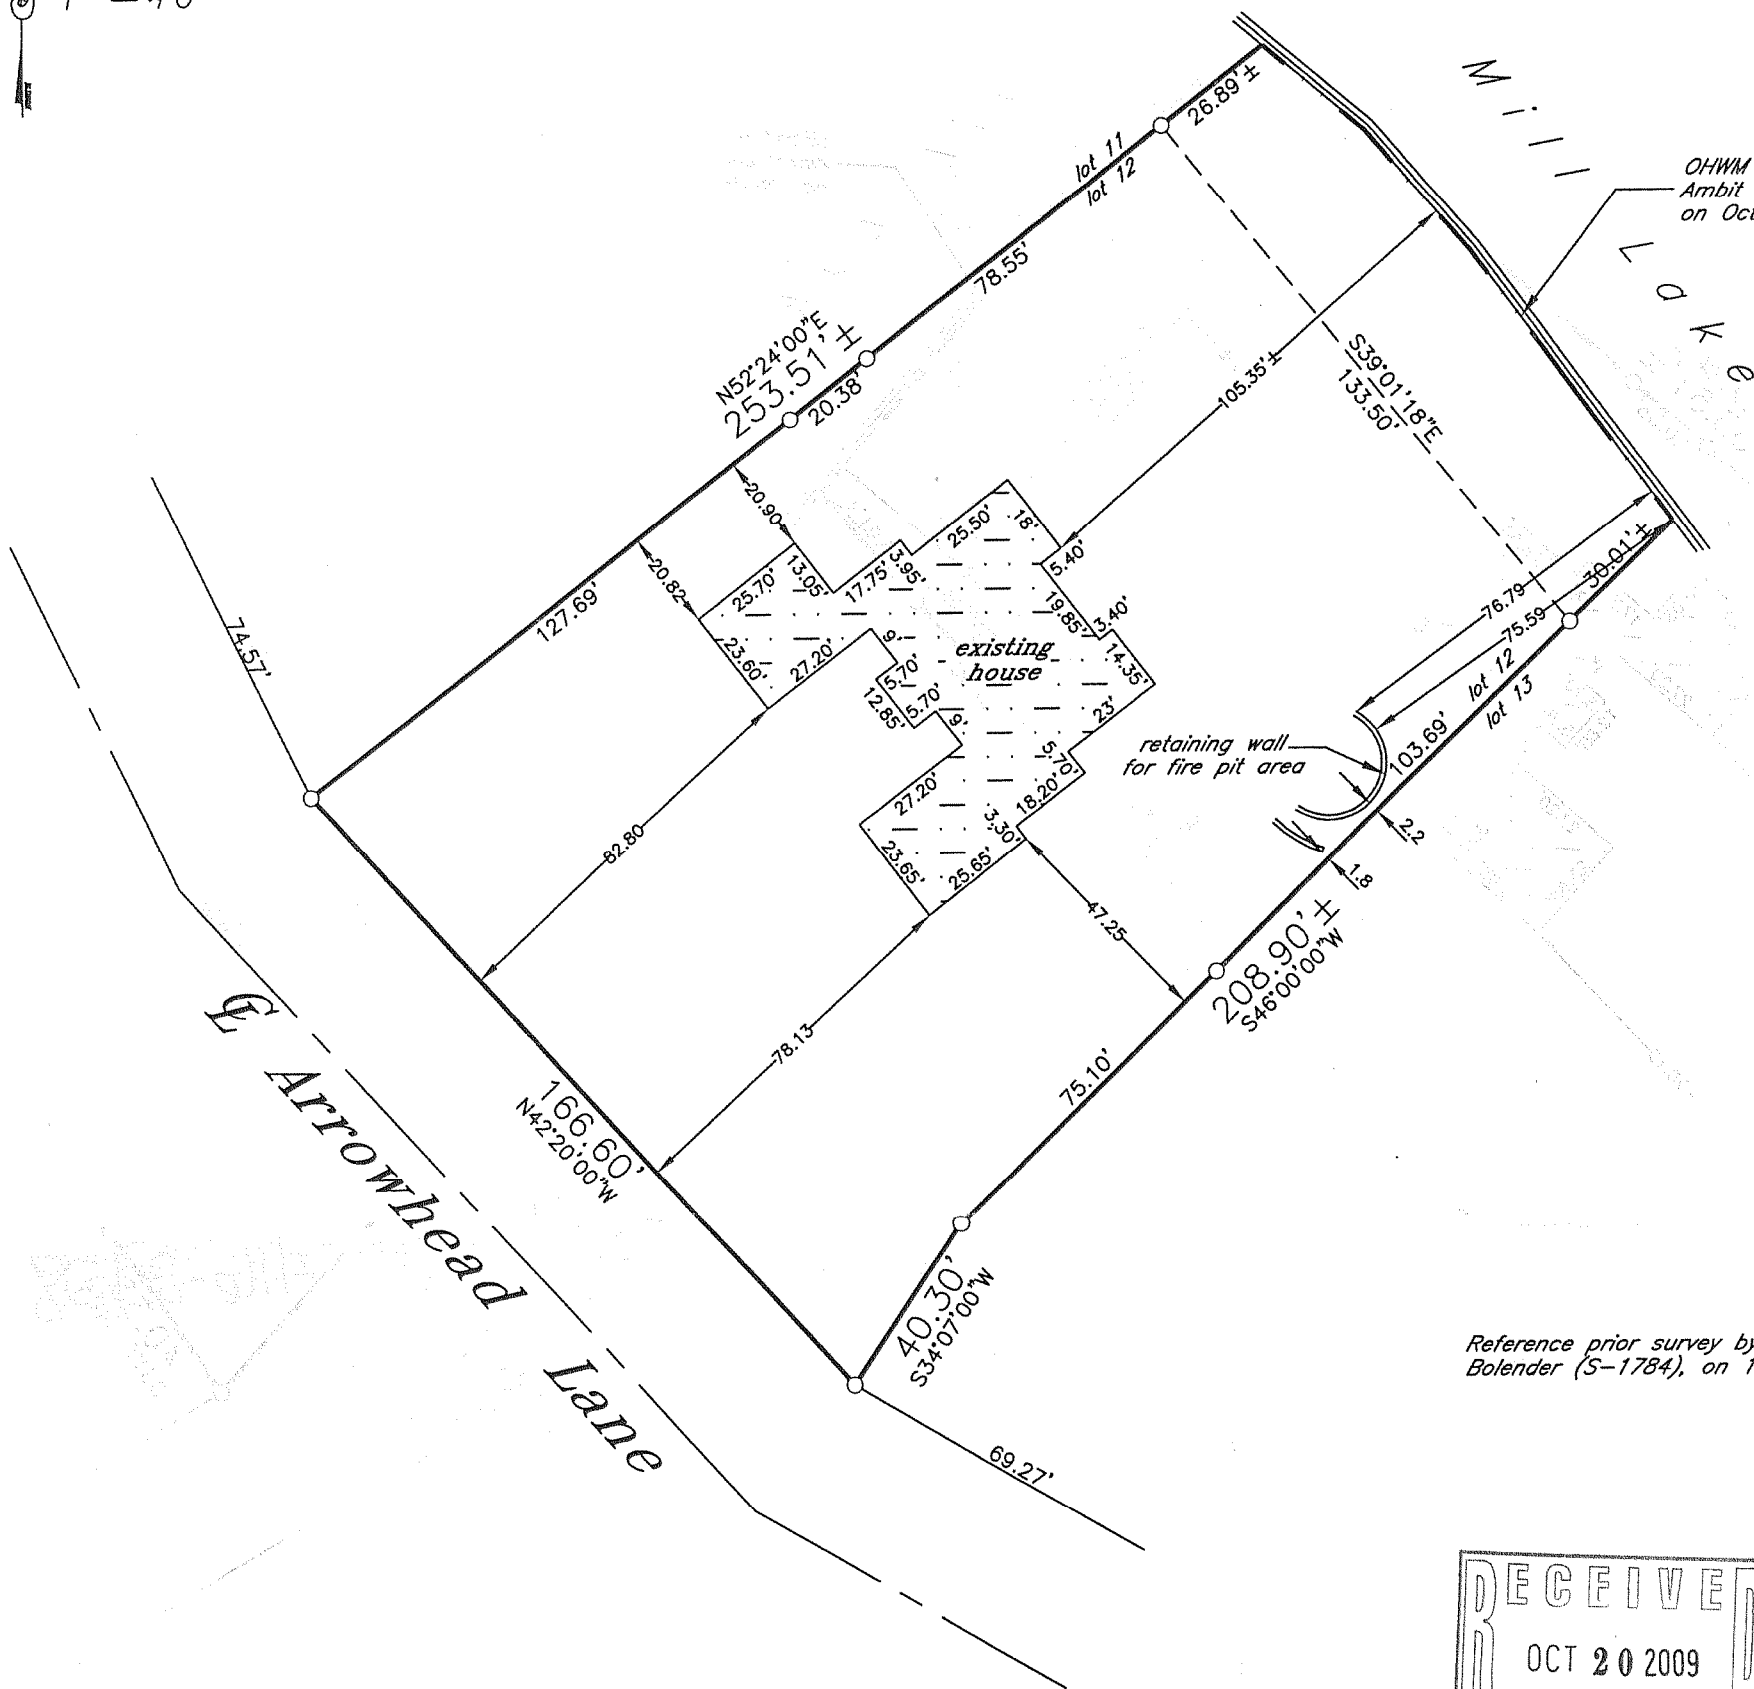 M i l l
L a k e
OHWM
Ambit
on Oct
26.89'±
lot 11
lot 12
78.55'
N52°24'00"E
253.51'±
20.38'
105.35'±
S39°01'18"E
133.50'
127.69'
20.90
20.82
25.70'
13.05'
17.75'
3.95'
25.50'
18'
5.40'
19.85'
3.40'
14.35'
23'
5.70'
18.20'
3.30'
25.65'
23.65'
27.20'
9'
5.70'
12.85'
5.70'
9'
27.20'
23.60'
existing
house
76.79
75.59
30.01'±
lot 12
lot 13
103.69'
retaining wall
for fire pit area
2.2
1.8
74.57'
82.80
78.13
47.25
208.90'±
S46°00'00"W
75.10'
166.60'
N42°20'00"W
40.30'
S34°07'00"W
69.27'
℄ Arrowhead Lane
Reference prior survey by
Bolender (S-1784), on 1
RECEIVED
OCT 20 2009